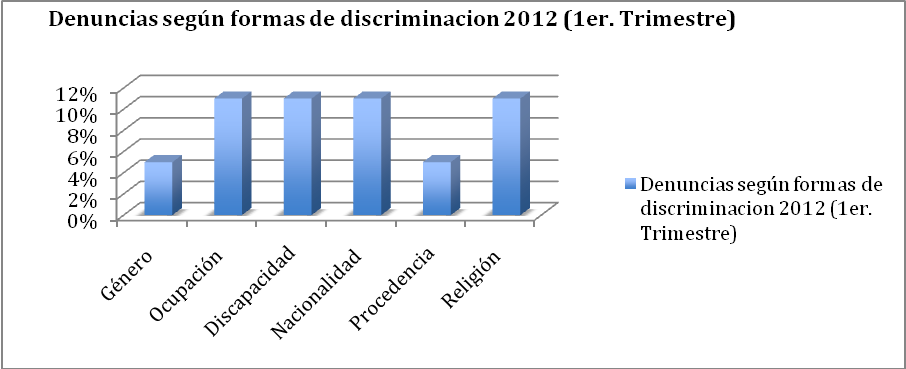 Denuncias según formas de discriminacion 2012 (1er. Trimestre)
12%
10%
8%
6%
4%
2%
0%
Género
Ocupación
Discapacidad
Nacionalidad
Procedencia
Religión
Denuncias según formas de
discriminacion 2012 (1er.
Trimestre)